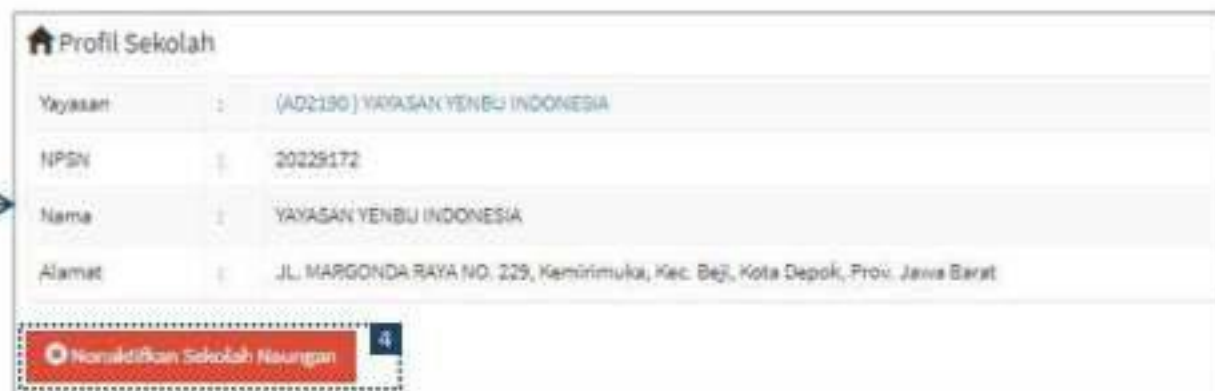 Profil Sekolah
Yayasan : (AD2190 ) YAYASAN YENBU INDONESIA
NPSN : 20229172
Nama : YAYASAN YENBU INDONESIA
Alamat : JL. MARGONDA RAYA NO. 229, Kemirimuka, Kec. Beji, Kota Depok, Prov. Jawa Barat
Nonaktifkan Sekolah Naungan
4